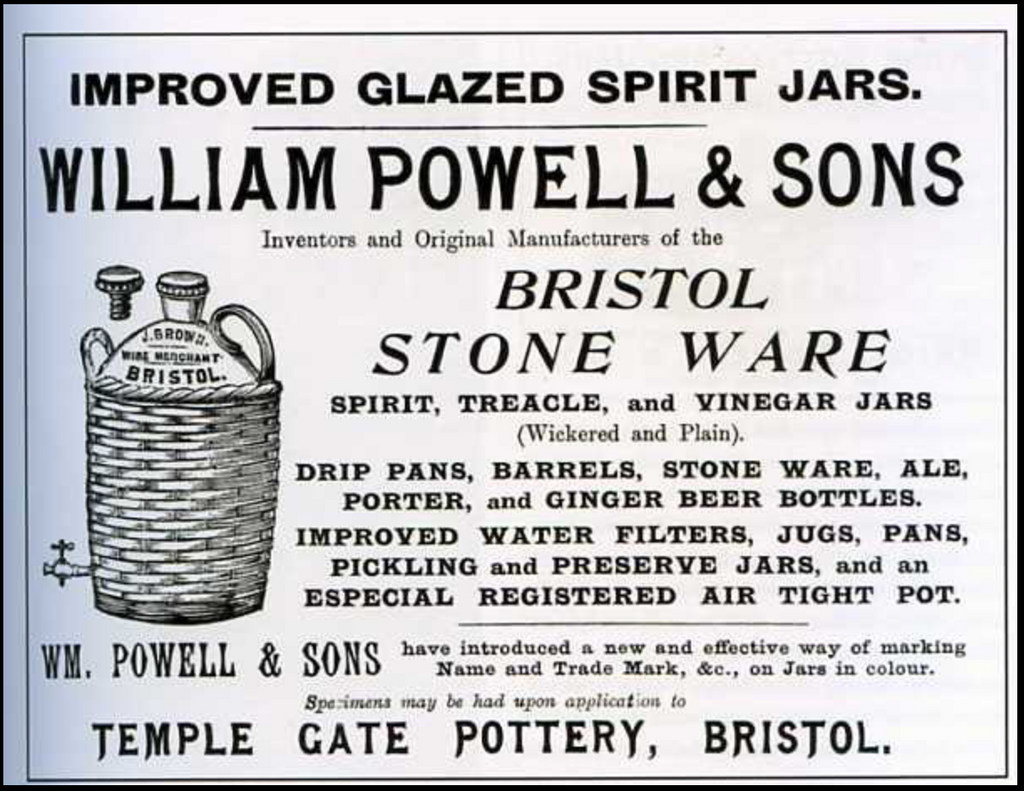 IMPROVED GLAZED SPIRIT JARS.
WILLIAM POWELL & SONS
Inventors and Original Manufacturers of the
BRISTOL
STONE WARE
J. BROWN.
WINE MERCHANT
BRISTOL.
SPIRIT, TREACLE, and VINEGAR JARS
(Wickered and Plain).
DRIP PANS, BARRELS, STONE WARE, ALE,
PORTER, and GINGER BEER BOTTLES.
IMPROVED WATER FILTERS, JUGS, PANS,
PICKLING and PRESERVE JARS, and an
ESPECIAL REGISTERED AIR TIGHT POT.
WM. POWELL & SONS have introduced a new and effective way of marking
Name and Trade Mark, &c., on Jars in colour.
Specimens may be had upon application to
TEMPLE GATE POTTERY, BRISTOL.